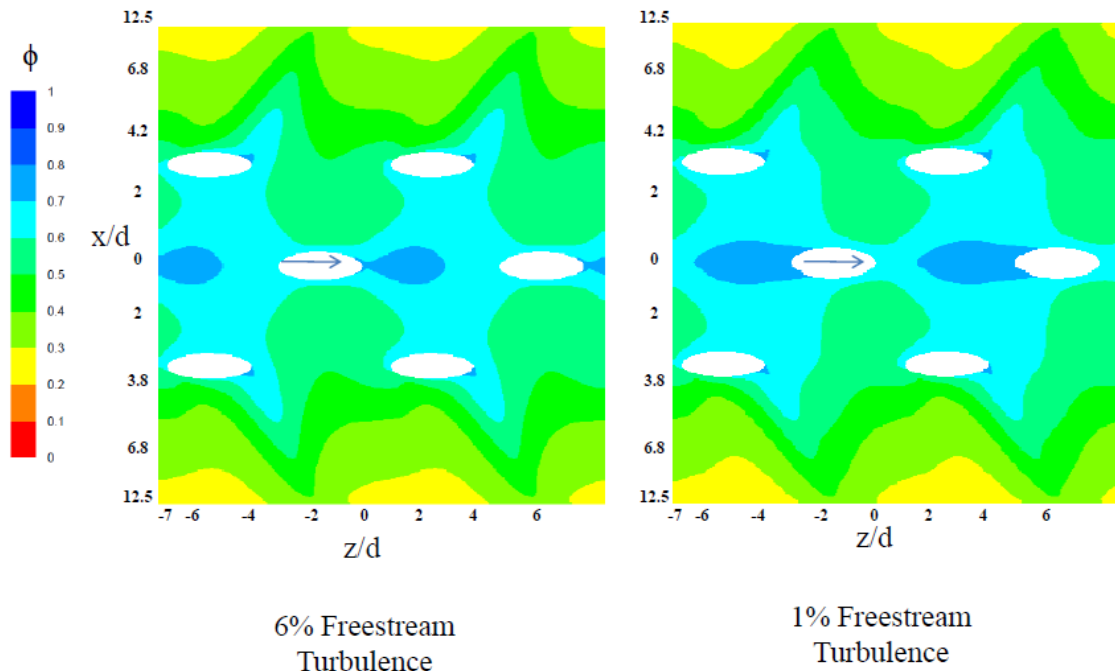 ϕ
1
0.9
0.8
0.7
0.6
0.5
0.4
0.3
0.2
0.1
0
12.5
6.8
4.2
2
x/d
0
2
3.8
6.8
12.5
-7 -6 -4 -2 0 2 4 6
z/d
6% Freestream
Turbulence
12.5
6.8
4.2
2
0
2
3.8
6.8
12.5
-7 -6 -4 -2 0 2 4 6
z/d
1% Freestream
Turbulence